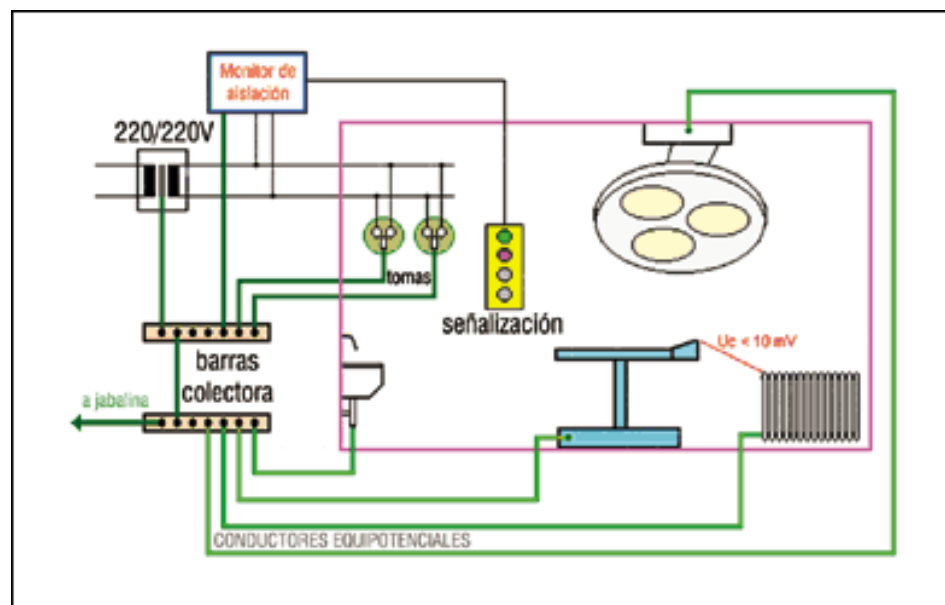 Monitor de
aislación
220/220V
tomas
señalización
Uc < 10 mV
barras
colectora
a jabalina
CONDUCTORES EQUIPOTENCIALES